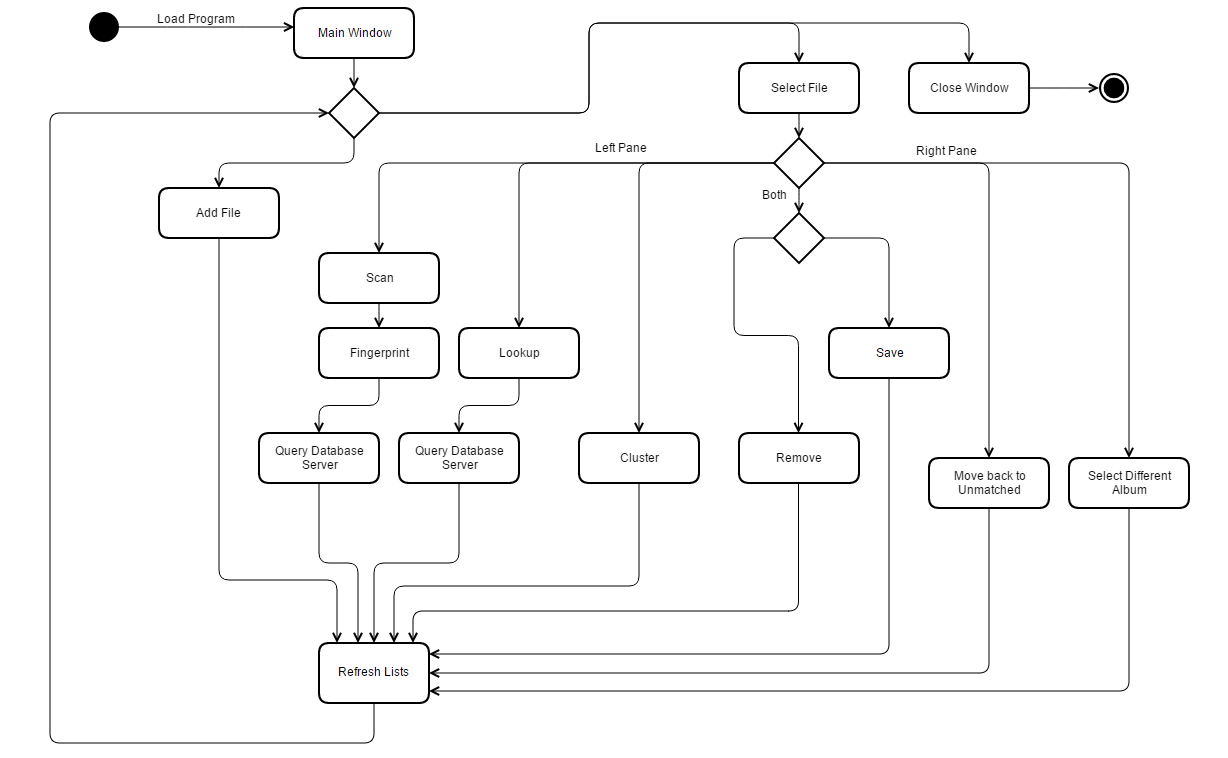 Load Program
Main Window
Select File
Close Window
Left Pane
Right Pane
Both
Add File
Scan
Fingerprint
Lookup
Save
Query Database
Server
Query Database
Server
Cluster
Remove
Move back to
Unmatched
Select Different
Album
Refresh Lists